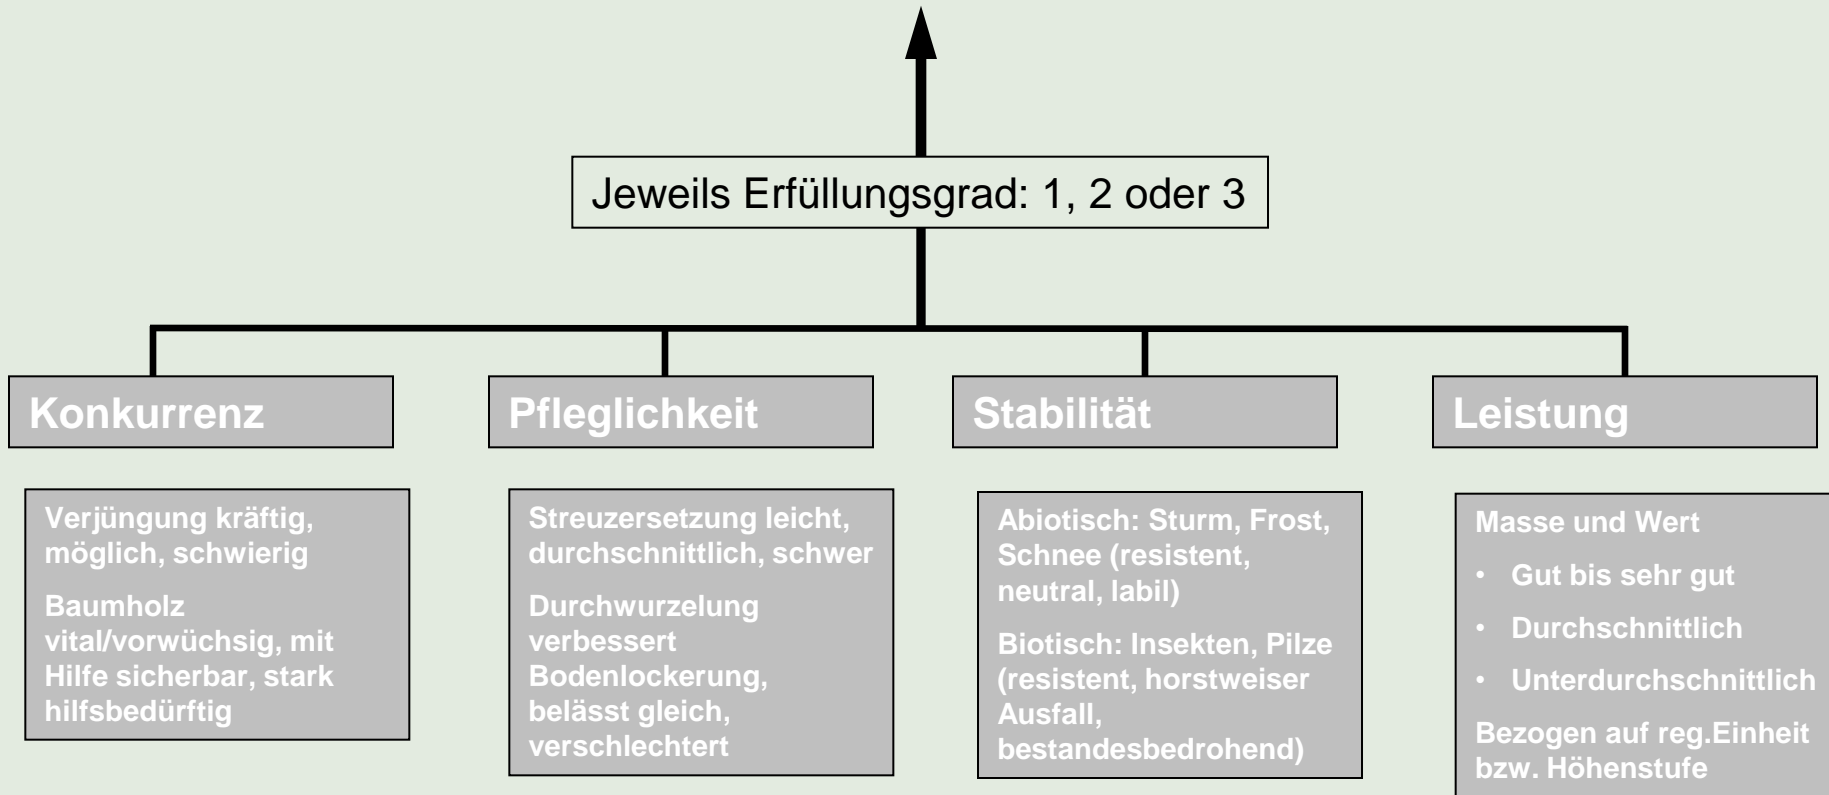 Jeweils Erfüllungsgrad: 1, 2 oder 3
Konkurrenz
Verjüngung kräftig,
möglich, schwierig
Baumholz
vital/vorwüchsig, mit
Hilfe sicherbar, stark
hilfsbedürftig
Pfleglichkeit
Streuzersetzung leicht,
durchschnittlich, schwer
Durchwurzelung
verbessert
Bodenlockerung,
belässt gleich,
verschlechtert
Stabilität
Abiotisch: Sturm, Frost,
Schnee (resistent,
neutral, labil)
Biotisch: Insekten, Pilze
(resistent, horstweiser
Ausfall,
bestandesbedrohend)
Leistung
Masse und Wert
• Gut bis sehr gut
• Durchschnittlich
• Unterdurchschnittlich
Bezogen auf reg.Einheit
bzw. Höhenstufe